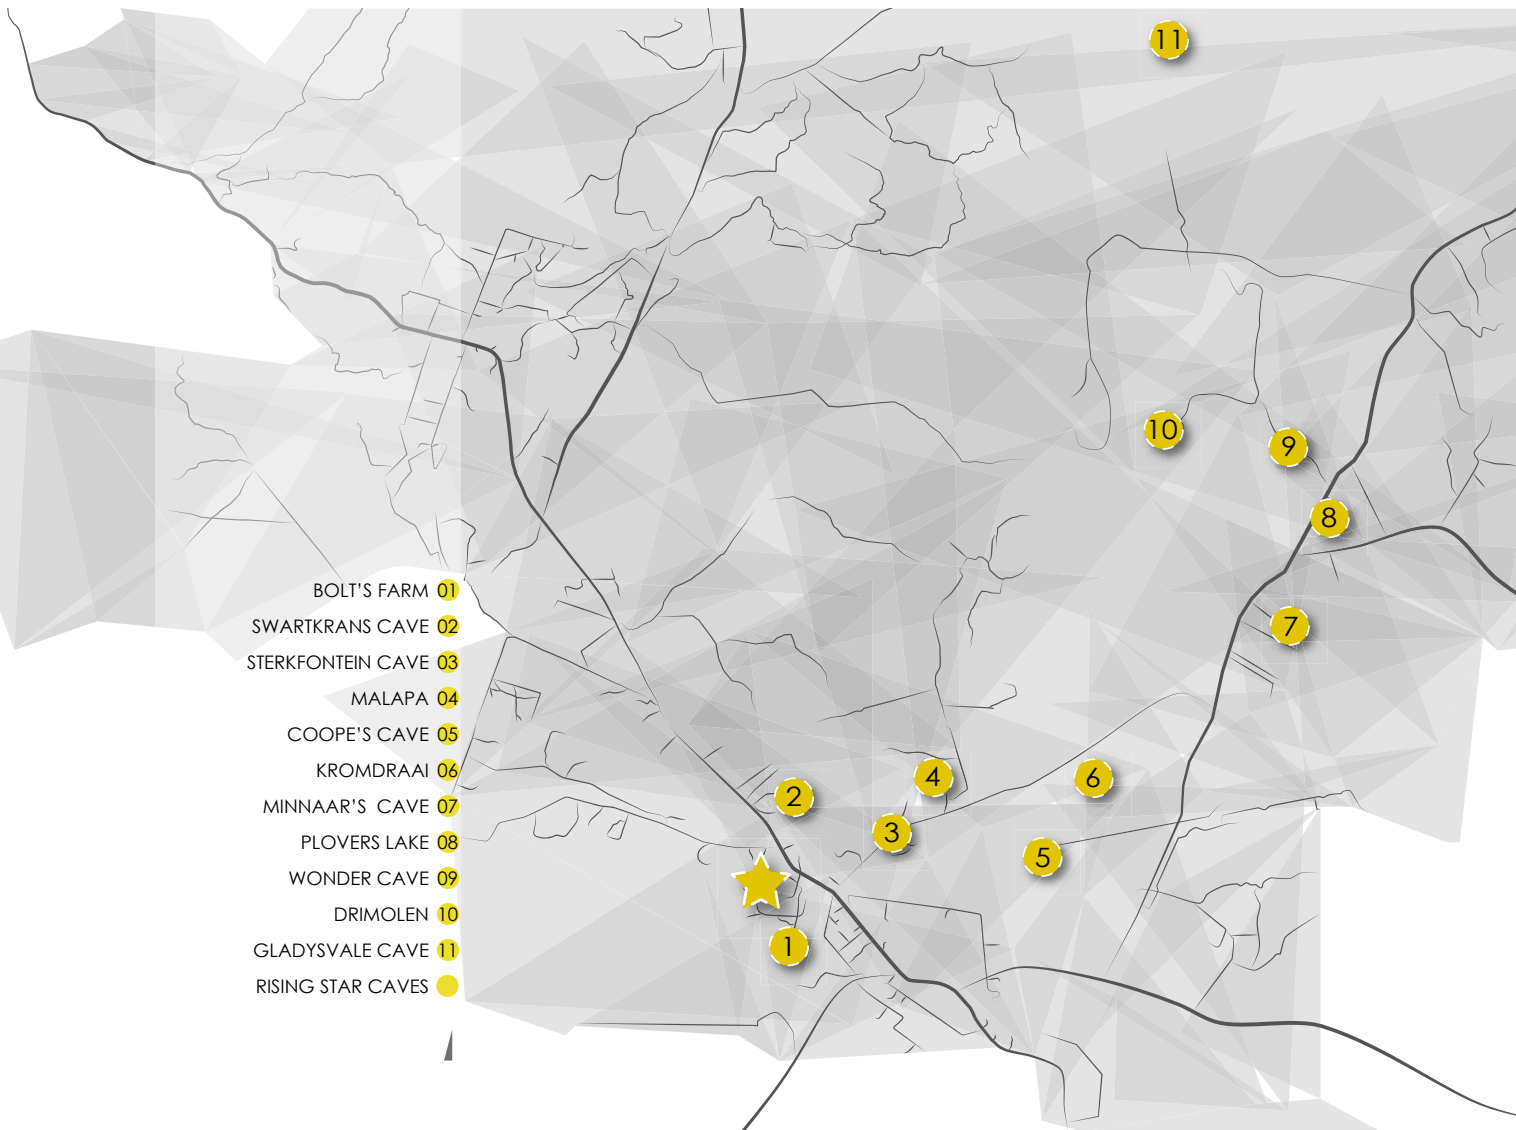 11
10
9
8
7
BOLT'S FARM 01
SWARTKRANS CAVE 02
STERKFONTEIN CAVE 03
MALAPA 04
COOPE'S CAVE 05
KROMDRAAI 06
MINNAAR'S CAVE 07
PLOVERS LAKE 08
WONDER CAVE 09
DRIMOLEN 10
GLADYSVALE CAVE 11
RISING STAR CAVES
4
6
2
3
5
1